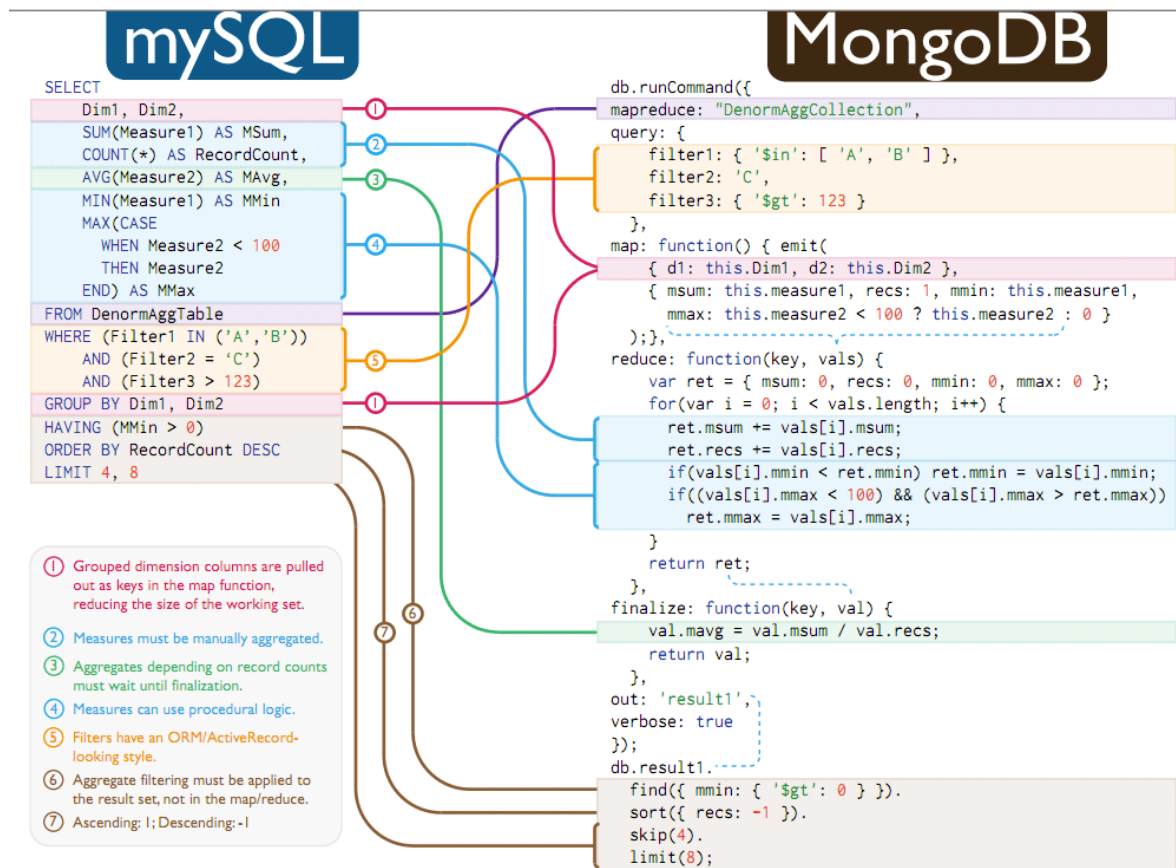 mySQL
SELECT
Dim1, Dim2,
SUM(Measure1) AS MSum,
COUNT(*) AS RecordCount,
AVG(Measure2) AS MAvg,
MIN(Measure1) AS MMin
MAX(CASE
WHEN Measure2 < 100
THEN Measure2
END) AS MMax
FROM DenormAggTable
WHERE (Filter1 IN ('A','B'))
AND (Filter2 = ‘C’)
AND (Filter3 > 123)
GROUP BY Dim1, Dim2
HAVING (MMin > 0)
ORDER BY RecordCount DESC
LIMIT 4, 8
1
2
3
4
5
1
6
7
1 Grouped dimension columns are pulled
out as keys in the map function,
reducing the size of the working set.
2 Measures must be manually aggregated.
3 Aggregates depending on record counts
must wait until finalization.
4 Measures can use procedural logic.
5 Filters have an ORM/ActiveRecord-
looking style.
6 Aggregate filtering must be applied to
the result set, not in the map/reduce.
7 Ascending: 1; Descending: -1
MongoDB
db.runCommand({
mapreduce: "DenormAggCollection",
query: {
filter1: { '$in': [ 'A', 'B' ] },
filter2: 'C',
filter3: { '$gt': 123 }
},
map: function() { emit(
{ d1: this.Dim1, d2: this.Dim2 },
{ msum: this.measure1, recs: 1, mmin: this.measure1,
mmax: this.measure2 < 100 ? this.measure2 : 0 }
);},
reduce: function(key, vals) {
var ret = { msum: 0, recs: 0, mmin: 0, mmax: 0 };
for(var i = 0; i < vals.length; i++) {
ret.msum += vals[i].msum;
ret.recs += vals[i].recs;
if(vals[i].mmin < ret.mmin) ret.mmin = vals[i].mmin;
if((vals[i].mmax < 100) && (vals[i].mmax > ret.mmax))
ret.mmax = vals[i].mmax;
}
return ret;
},
finalize: function(key, val) {
val.mavg = val.msum / val.recs;
return val;
},
out: 'result1',
verbose: true
});
db.result1.
find({ mmin: { '$gt': 0 } }).
sort({ recs: -1 }).
skip(4).
limit(8);